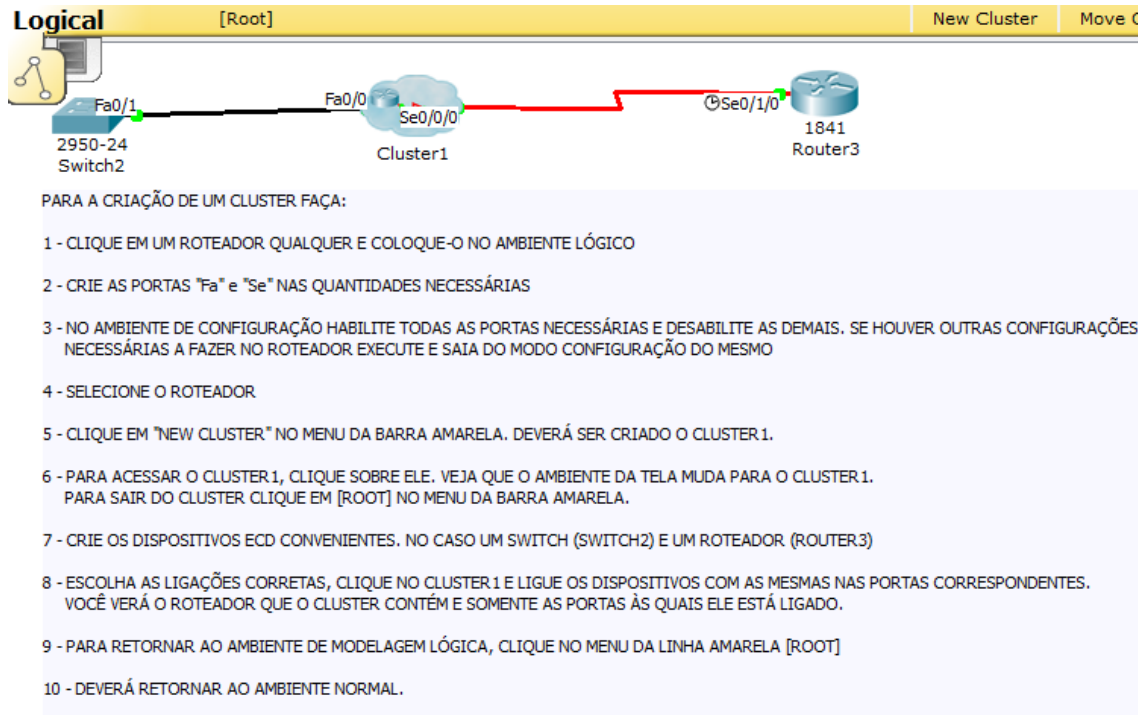 Logical [Root] New Cluster Move
Fa0/1 Fa0/0 Se0/0/0 Se0/1/0
2950-24
Switch2
Cluster1
1841
Router3
PARA A CRIAÇÃO DE UM CLUSTER FAÇA:
1 - CLIQUE EM UM ROTEADOR QUALQUER E COLOQUE-O NO AMBIENTE LÓGICO
2 - CRIE AS PORTAS "Fa" e "Se" NAS QUANTIDADES NECESSÁRIAS
3 - NO AMBIENTE DE CONFIGURAÇÃO HABILITE TODAS AS PORTAS NECESSÁRIAS E DESABILITE AS DEMAIS. SE HOUVER OUTRAS CONFIGURAÇÕES
NECESSÁRIAS A FAZER NO ROTEADOR EXECUTE E SAIA DO MODO CONFIGURAÇÃO DO MESMO
4 - SELECIONE O ROTEADOR
5 - CLIQUE EM "NEW CLUSTER" NO MENU DA BARRA AMARELA. DEVERÁ SER CRIADO O CLUSTER1.
6 - PARA ACESSAR O CLUSTER1, CLIQUE SOBRE ELE. VEJA QUE O AMBIENTE DA TELA MUDA PARA O CLUSTER1.
PARA SAIR DO CLUSTER CLIQUE EM [ROOT] NO MENU DA BARRA AMARELA.
7 - CRIE OS DISPOSITIVOS ECD CONVENIENTES. NO CASO UM SWITCH (SWITCH2) E UM ROTEADOR (ROUTER3)
8 - ESCOLHA AS LIGAÇÕES CORRETAS, CLIQUE NO CLUSTER1 E LIGUE OS DISPOSITIVOS COM AS MESMAS NAS PORTAS CORRESPONDENTES.
VOCÊ VERÁ O ROTEADOR QUE O CLUSTER CONTÉM E SOMENTE AS PORTAS ÀS QUAIS ELE ESTÁ LIGADO.
9 - PARA RETORNAR AO AMBIENTE DE MODELAGEM LÓGICA, CLIQUE NO MENU DA LINHA AMARELA [ROOT]
10 - DEVERÁ RETORNAR AO AMBIENTE NORMAL.